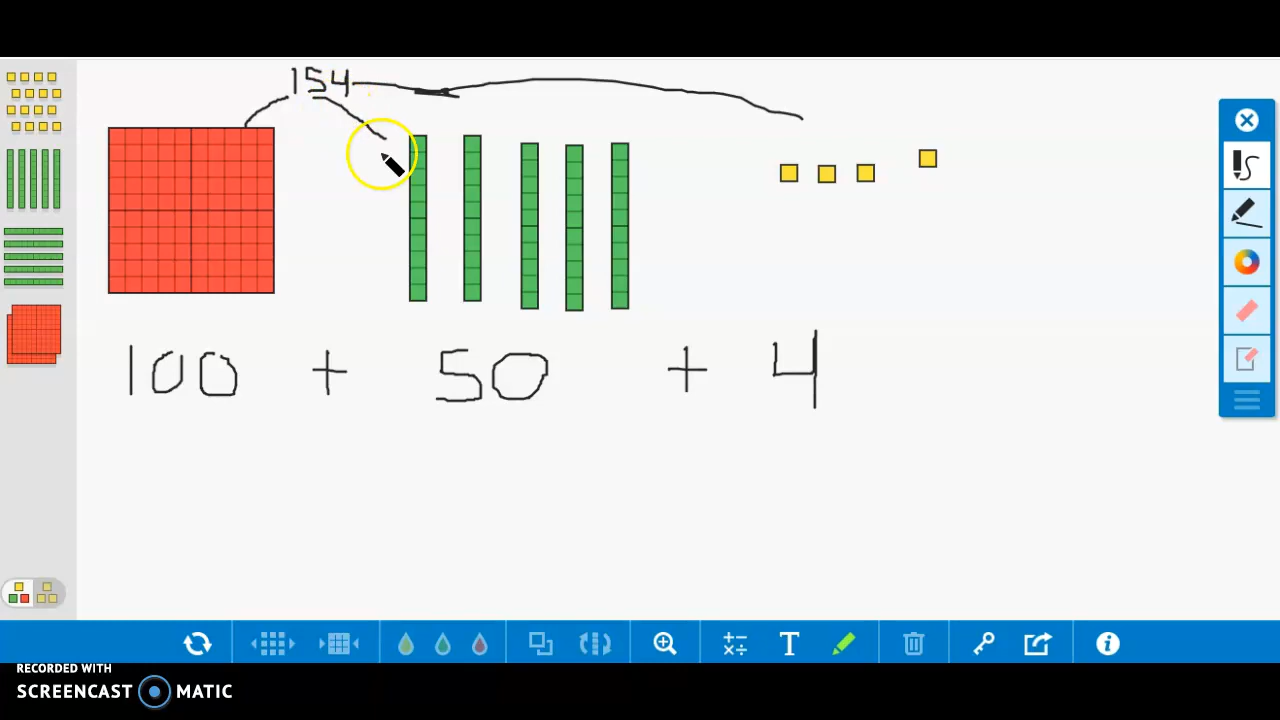 154
100 + 50 + 4
T
i
RECORDED WITH
SCREENCAST MATIC